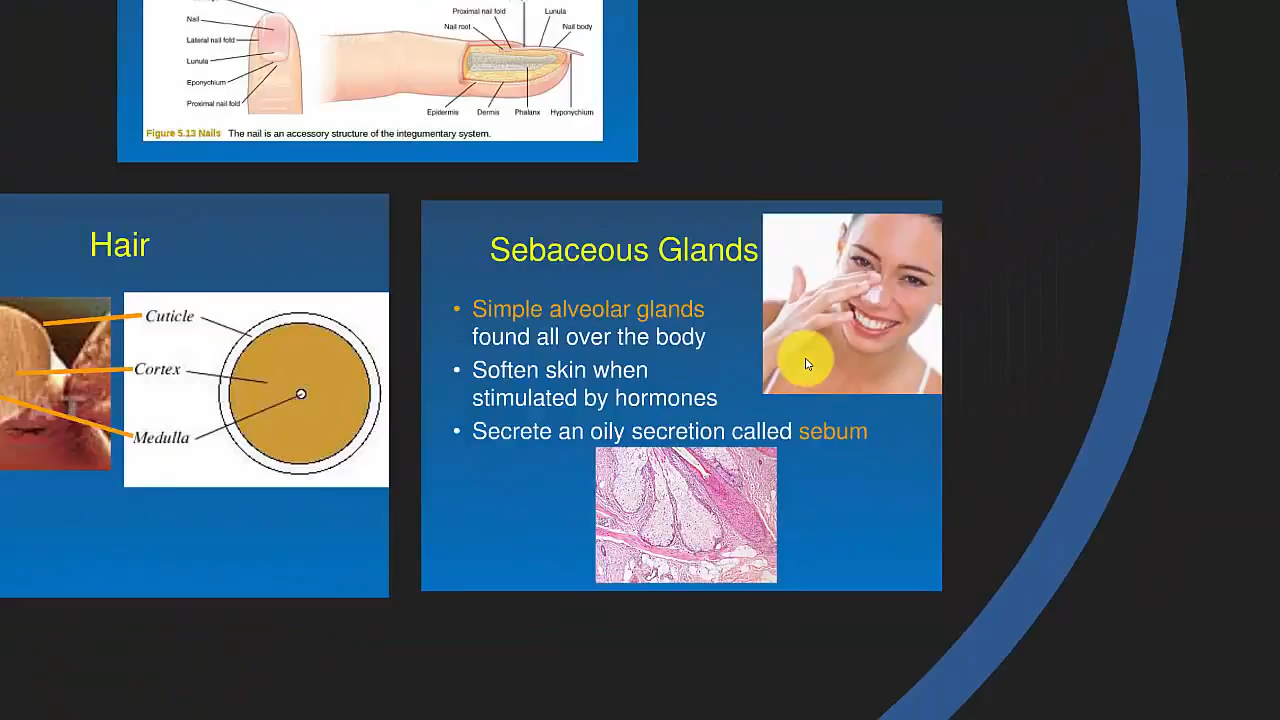 Proximal nail fold
Lunula
Nail
Nail root
Nail body
Lateral nail fold
Lunula
Eponychium
Proximal nail fold
Epidermis
Dermis
Phalanx
Hyponychium
Figure 5.13 Nails The nail is an accessory structure of the integumentary system.
Hair
Cuticle
Cortex
Medulla
Sebaceous Glands
• Simple alveolar glands
found all over the body
• Soften skin when
stimulated by hormones
• Secrete an oily secretion called sebum